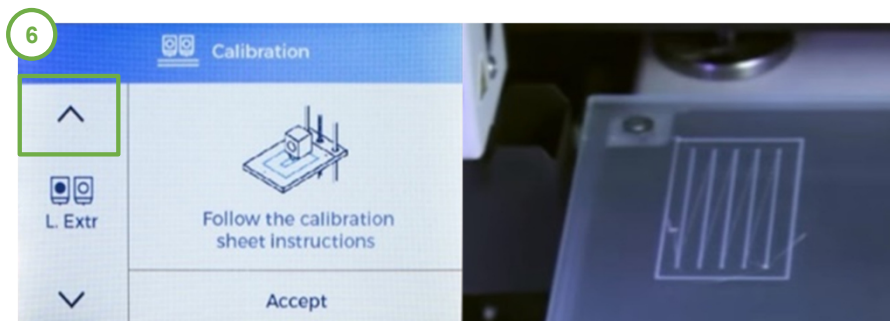 6
Calibration
L. Extr
Follow the calibration
sheet instructions
Accept